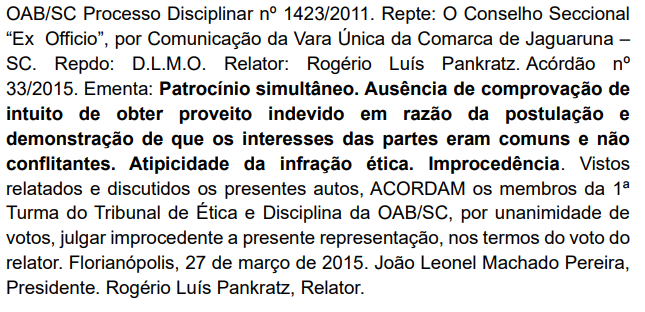 OAB/SC Processo Disciplinar nº 1423/2011. Repte: O Conselho Seccional
“Ex Officio”, por Comunicação da Vara Única da Comarca de Jaguaruna –
SC. Repdo: D.L.M.O. Relator: Rogério Luís Pankratz. Acórdão nº
33/2015. Ementa: Patrocínio simultâneo. Ausência de comprovação de
intuito de obter proveito indevido em razão da postulação e
demonstração de que os interesses das partes eram comuns e não
conflitantes. Atipicidade da infração ética. Improcedência. Vistos
relatados e discutidos os presentes autos, ACORDAM os membros da 1ª
Turma do Tribunal de Ética e Disciplina da OAB/SC, por unanimidade de
votos, julgar improcedente a presente representação, nos termos do voto do
relator. Florianópolis, 27 de março de 2015. João Leonel Machado Pereira,
Presidente. Rogério Luís Pankratz, Relator.